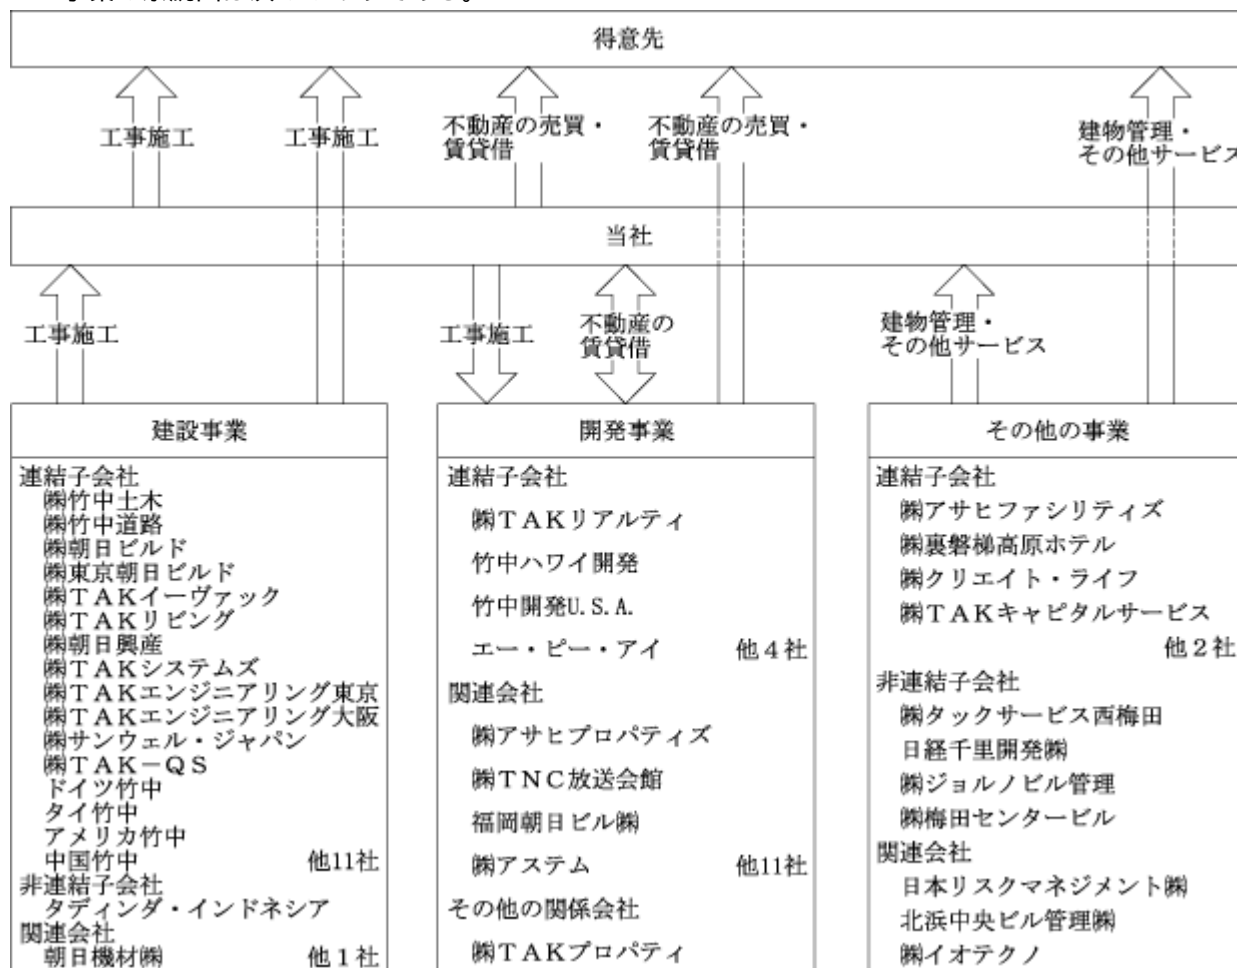 得意先
工事施工
工事施工
不動産の売買・
賃貸借
不動産の売買・
賃貸借
建物管理・
その他サービス
当社
工事施工
工事施工
不動産の
賃貸借
建物管理・
その他サービス
建設事業
連結子会社
㈱竹中土木
㈱竹中道路
㈱朝日ビルド
㈱東京朝日ビルド
㈱TAKイーヴァック
㈱TAKリビング
㈱朝日興産
㈱TAKシステムズ
㈱TAKエンジニアリング東京
㈱TAKエンジニアリング大阪
㈱サンウェル・ジャパン
㈱TAK-QS
ドイツ竹中
タイ竹中
アメリカ竹中
中国竹中 他11社
非連結子会社
タディンダ・インドネシア
関連会社
朝日機材㈱ 他1社
開発事業
連結子会社
㈱TAKリアルティ
竹中ハワイ開発
竹中開発U.S.A.
エー・ピー・アイ 他4社
関連会社
㈱アサヒプロパティズ
㈱TNC放送会館
福岡朝日ビル㈱
㈱アステム 他11社
その他の関係会社
㈱TAKプロパティ
その他の事業
連結子会社
㈱アサヒファシリティズ
㈱裏磐梯高原ホテル
㈱クリエイト・ライフ
㈱TAKキャピタルサービス
他2社
非連結子会社
㈱タックサービス西梅田
日経千里開発㈱
㈱ジョルノビル管理
㈱梅田センタービル
関連会社
日本リスクマネジメント㈱
北浜中央ビル管理㈱
㈱イオテクノ